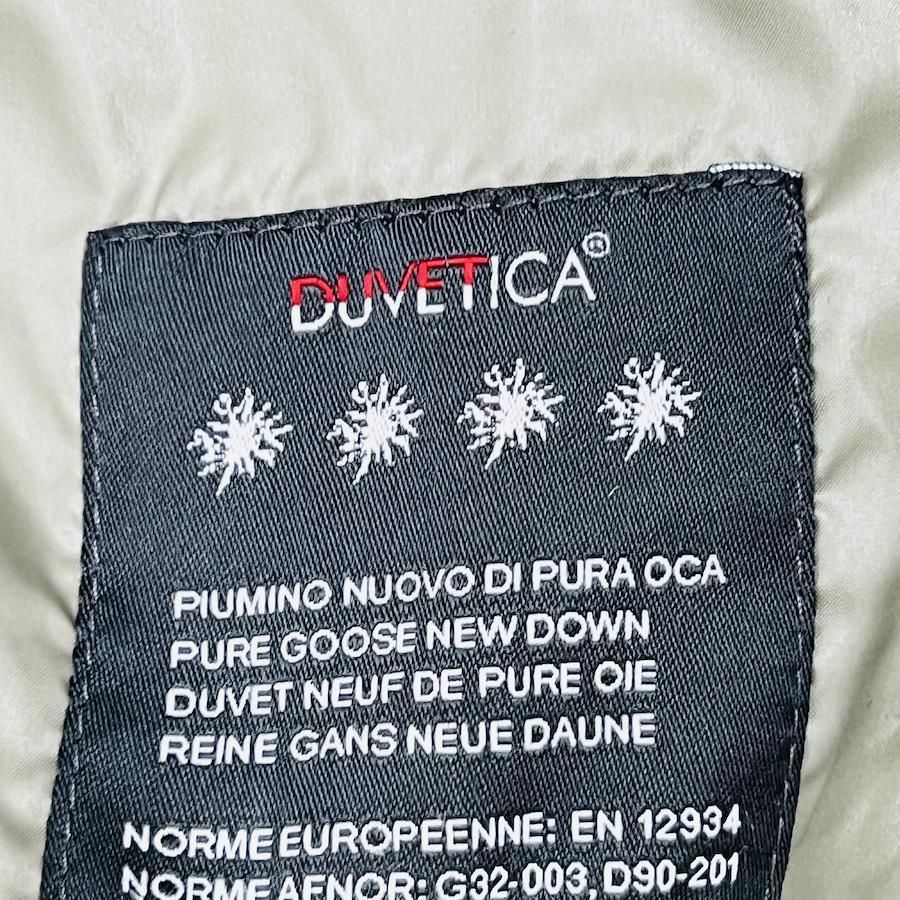 DUVETICA®
PIUMINO NUOVO DI PURA OCA
PURE GOOSE NEW DOWN
DUVET NEUF DE PURE OIE
REINE GANS NEUE DAUNE
NORME EUROPEENNE: EN 12934
NORME AFNOR: G32-003, D90-201